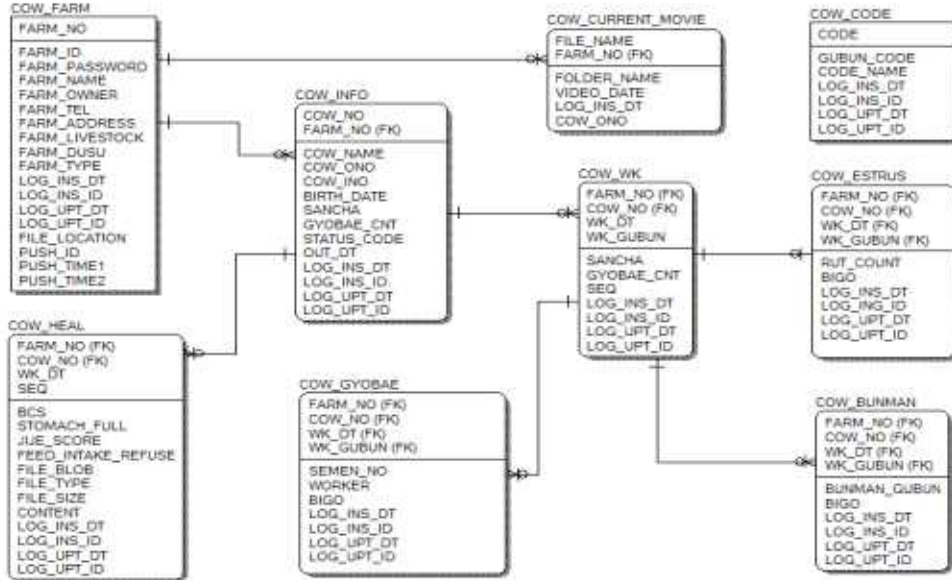 COW_FARM
FARM_NO
FARM_ID
FARM_PASSWORD
FARM_NAME
FARM_OWNER
FARM_TEL
FARM_ADDRESS
FARM_LIVESTOCK
FARM_DUSU
FARM_TYPE
LOG_INS_DT
LOG_INS_ID
LOG_UPT_DT
LOG_UPT_ID
FILE_LOCATION
PUSH_ID
PUSH_TIME1
PUSH_TIME2
COW_CURRENT_MOVIE
FILE_NAME
FARM_NO (FK)
FOLDER_NAME
VIDEO_DATE
LOG_INS_DT
COW_ONO
COW_CODE
CODE
GUBUN_CODE
CODE_NAME
LOG_INS_DT
LOG_INS_ID
LOG_UPT_DT
LOG_UPT_ID
COW_INFO
COW_NO
FARM_NO (FK)
COW_NAME
COW_ONO
COW_INO
BIRTH_DATE
SANCHA
GYOBAE_CNT
STATUS_CODE
OUT_DT
LOG_INS_DT
LOG_INS_ID
LOG_UPT_DT
LOG_UPT_ID
COW_WK
FARM_NO (FK)
COW_NO (FK)
WK_DT
WK_GUBUN
SANCHA
GYOBAE_CNT
SEQ
LOG_INS_DT
LOG_INS_ID
LOG_UPT_DT
LOG_UPT_ID
COW_ESTRUS
FARM_NO (FK)
COW_NO (FK)
WK_DT (FK)
WK_GUBUN (FK)
RUT_COUNT
BIGO
LOG_INS_DT
LOG_ING_ID
LOG_UPT_DT
LOG_UPT_ID
COW_HEAL
FARM_NO (FK)
COW_NO (FK)
WK_DT
SEQ
BCS
STOMACH_FULL
JIJE_SCORE
FEED_INTAKE_REFUSE
FILE_BLOB
FILE_TYPE
FILE_SIZE
CONTENT
LOG_INS_DT
LOG_INS_ID
LOG_UPT_DT
LOG_UPT_ID
COW_GYOBAE
FARM_NO (FK)
COW_NO (FK)
WK_DT (FK)
WK_GUBUN (FK)
SEMEN_NO
WORKER
BIGO
LOG_INS_DT
LOG_INS_ID
LOG_UPT_DT
LOG_UPT_ID
COW_BUNMAN
FARM_NO (FK)
COW_NO (FK)
WK_DT (FK)
WK_GUBUN (FK)
BUNMAN_GUBUN
BIGO
LOG_INS_DT
LOG_INS_ID
LOG_UPT_DT
LOG_UPT_ID